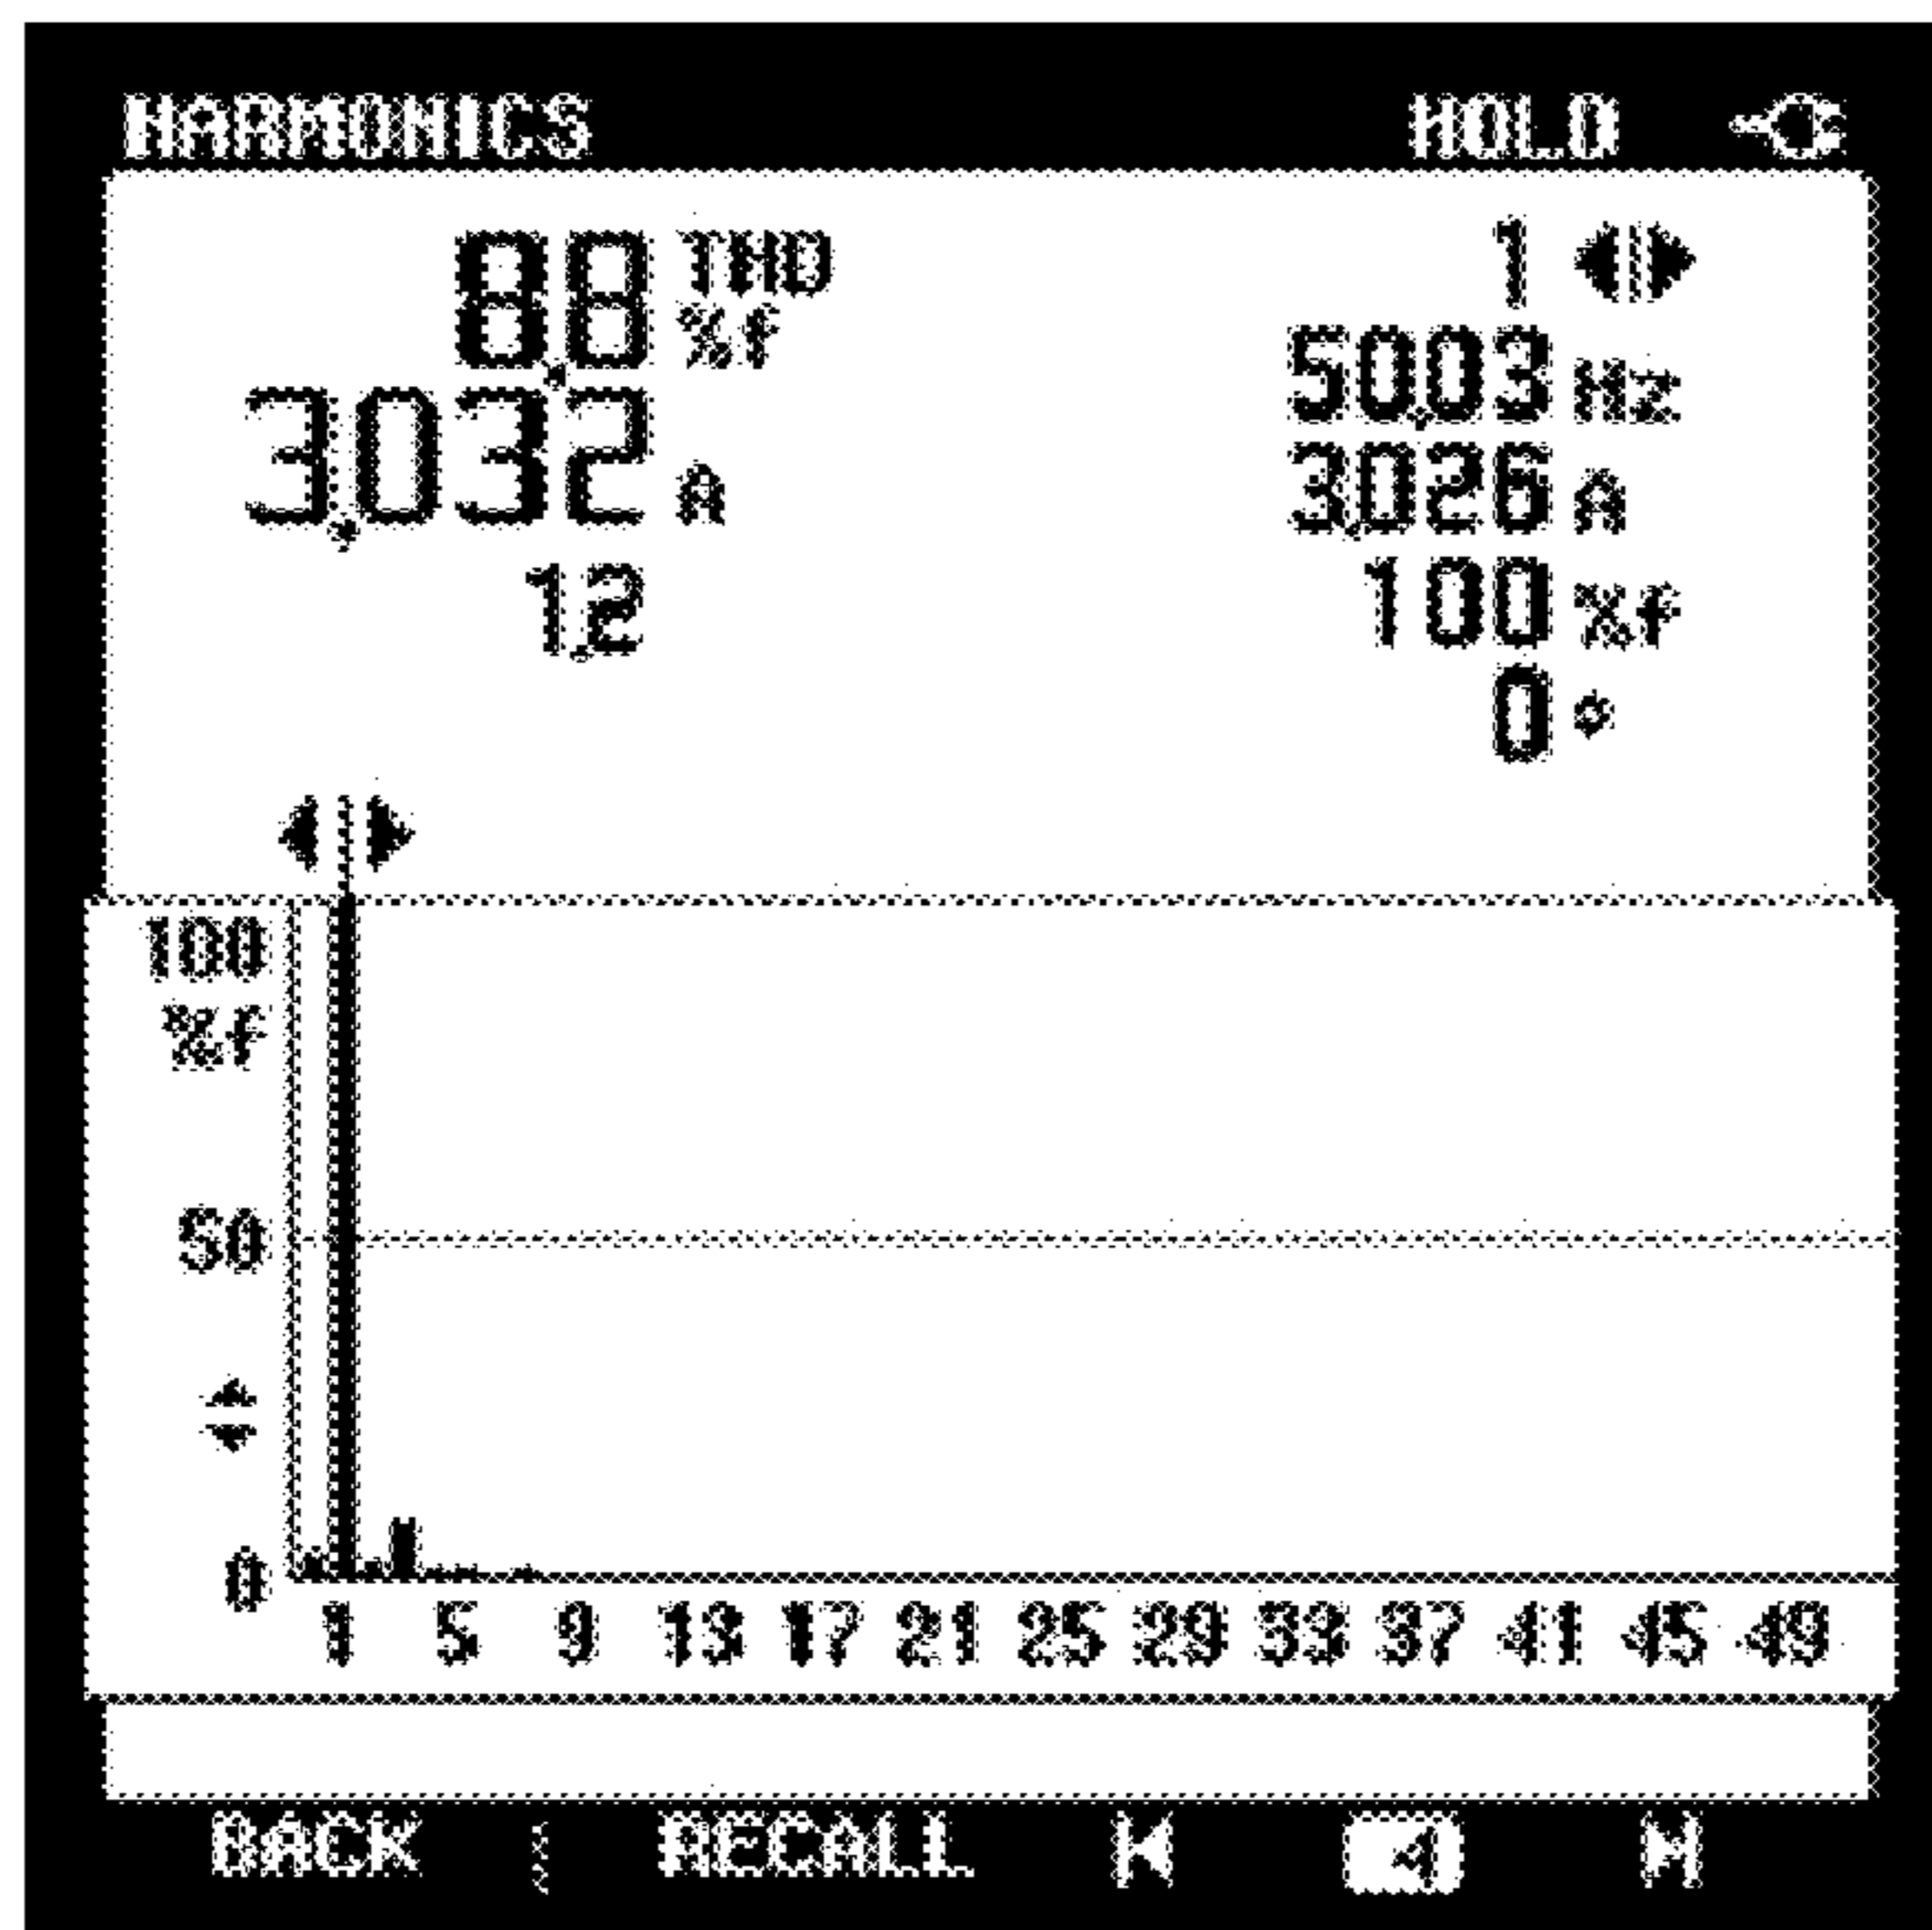 HARMONICS HOLD
8.8 THD %f
3.032 A
1.2
1
50.03 Hz
3.026 A
100 %f
0 °
100
%f
50
0
1 5 9 13 17 21 25 29 33 37 41 45 49
BACK RECALL V A W